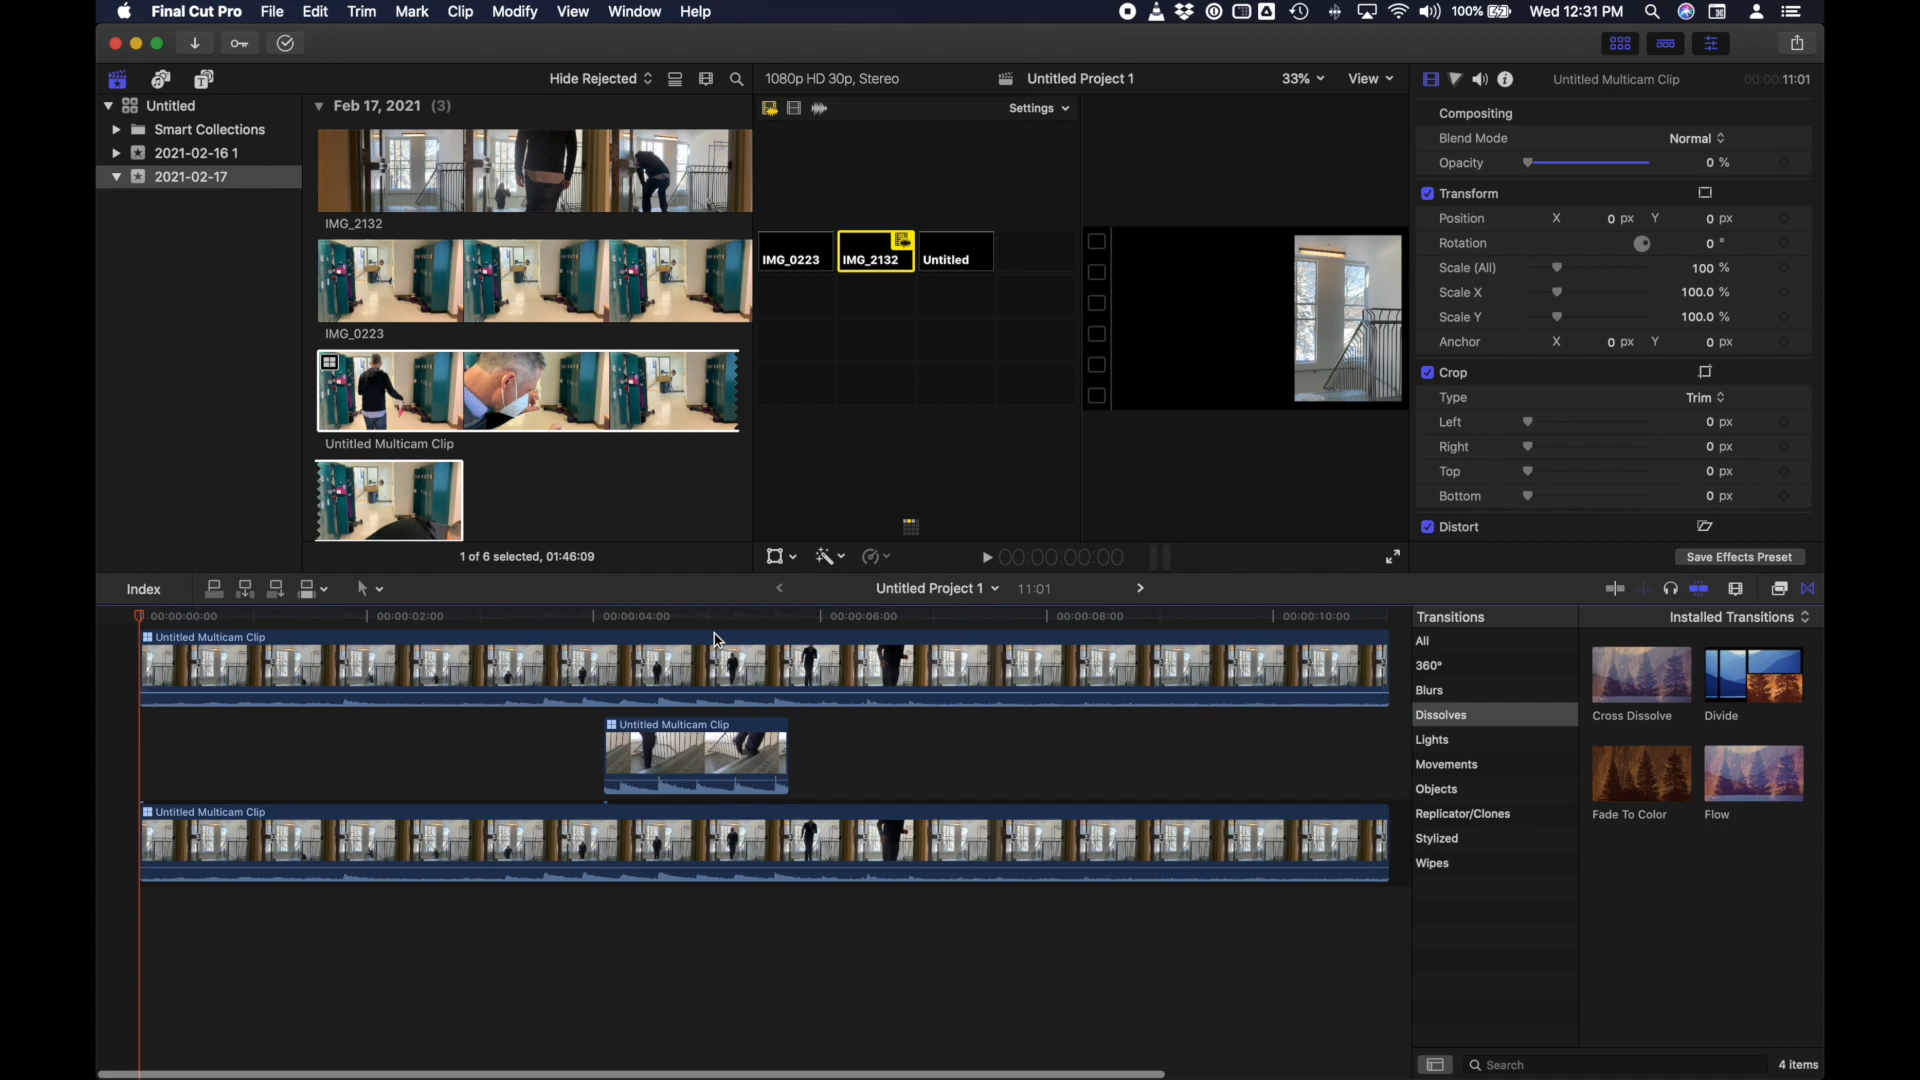 Final Cut Pro File Edit Trim Mark Clip Modify View Window Help 100% Wed 12:31 PM
Hide Rejected 1080p HD 30p, Stereo Untitled Project 1 33% View Untitled Multicam Clip 00:00 11:01
Untitled
Smart Collections
2021-02-16 1
2021-02-17
Feb 17, 2021 (3)
IMG_2132
IMG_0223
Untitled Multicam Clip
1 of 6 selected, 01:46:09
Settings
IMG_0223 IMG_2132 Untitled
00:00:00:00
Compositing
Blend Mode Normal
Opacity 0 %
Transform
Position X 0 px Y 0 px
Rotation 0 °
Scale (All) 100 %
Scale X 100.0 %
Scale Y 100.0 %
Anchor X 0 px Y 0 px
Crop
Type Trim
Left 0 px
Right 0 px
Top 0 px
Bottom 0 px
Distort
Save Effects Preset
Index Untitled Project 1 11:01
00:00:00:00 00:00:02:00 00:00:04:00 00:00:06:00 00:00:08:00 00:00:10:00
Untitled Multicam Clip
Untitled Multicam Clip
Untitled Multicam Clip
Transitions Installed Transitions
All
360°
Blurs
Dissolves
Lights
Movements
Objects
Replicator/Clones
Stylized
Wipes
Cross Dissolve Divide
Fade To Color Flow
Search 4 items